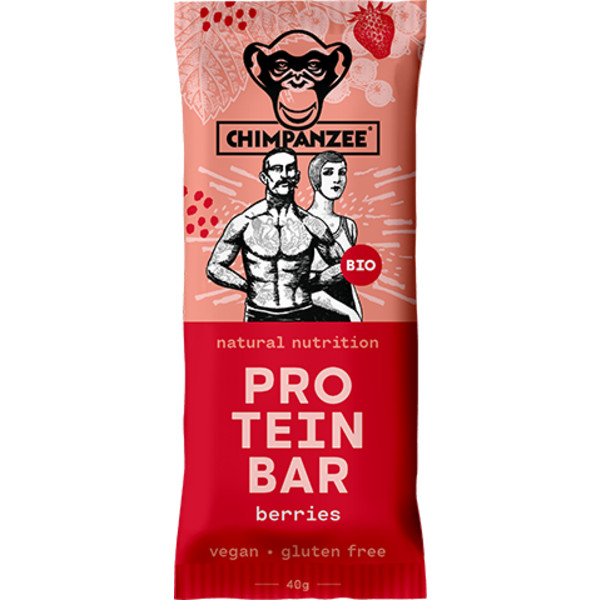 CHIMPANZEE®
BIO
natural nutrition
PRO
TEIN
BAR
berries
vegan • gluten free
40g